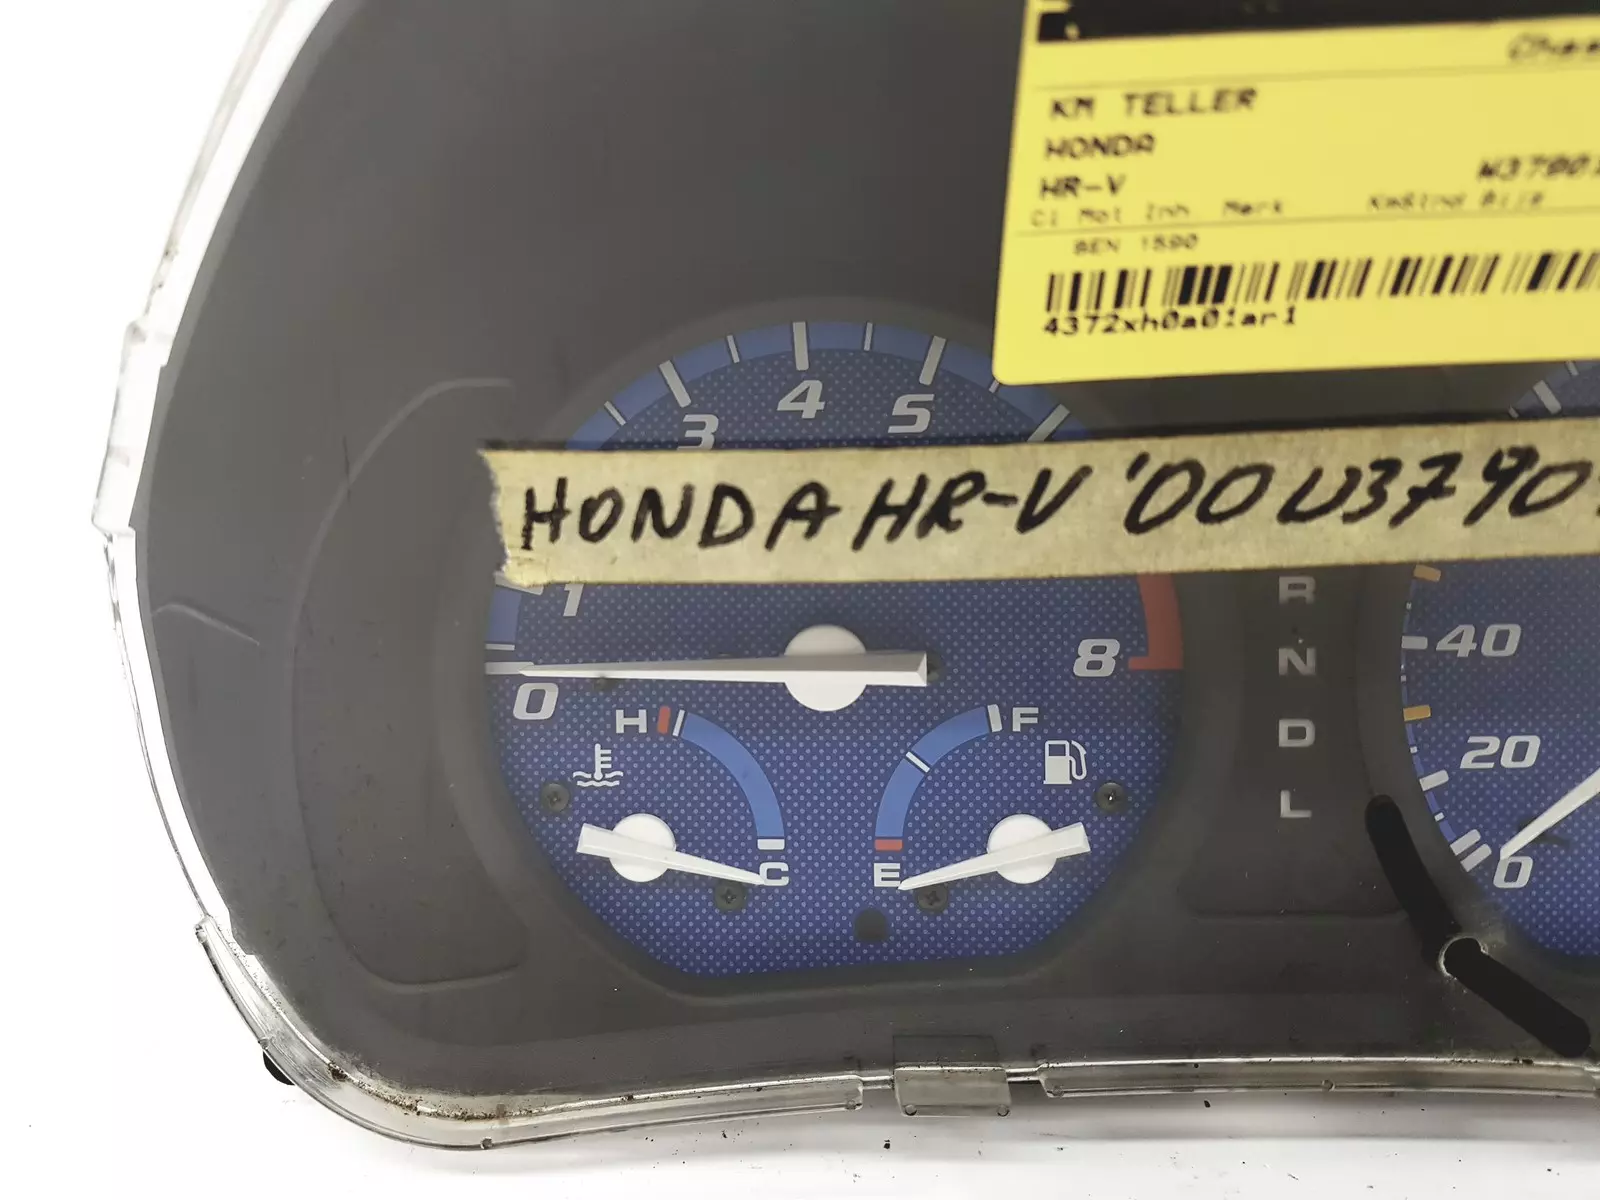 KM TELLER
HONDA
HR-V
BEN 1590
4372xh0a01ar1
3 4 5
HONDA HR-V '00 U3790
1
0
8
H
F
C
E
R
N
D
L
40
20
0